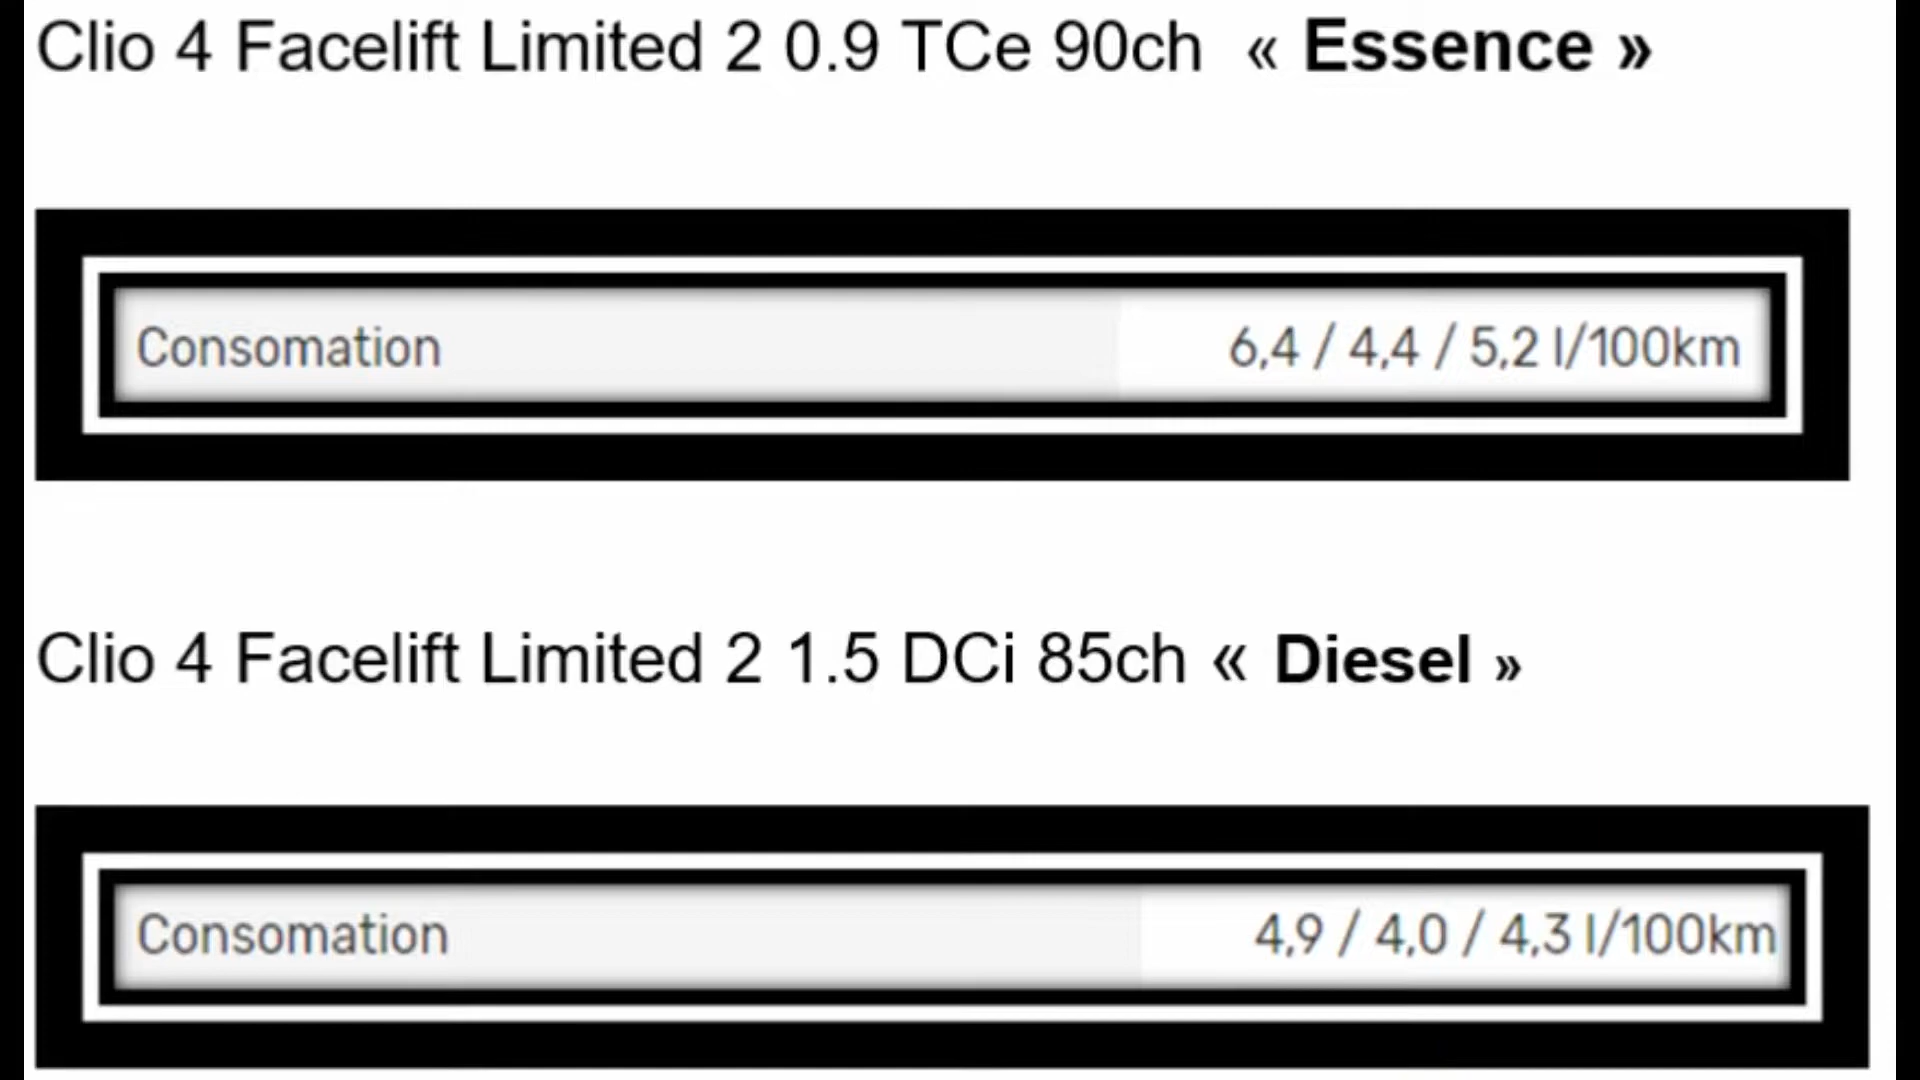 Clio 4 Facelift Limited 2 0.9 TCe 90ch « Essence »
Consomation 6,4 / 4,4 / 5,2 l/100km
Clio 4 Facelift Limited 2 1.5 DCi 85ch « Diesel »
Consomation 4,9 / 4,0 / 4,3 l/100km